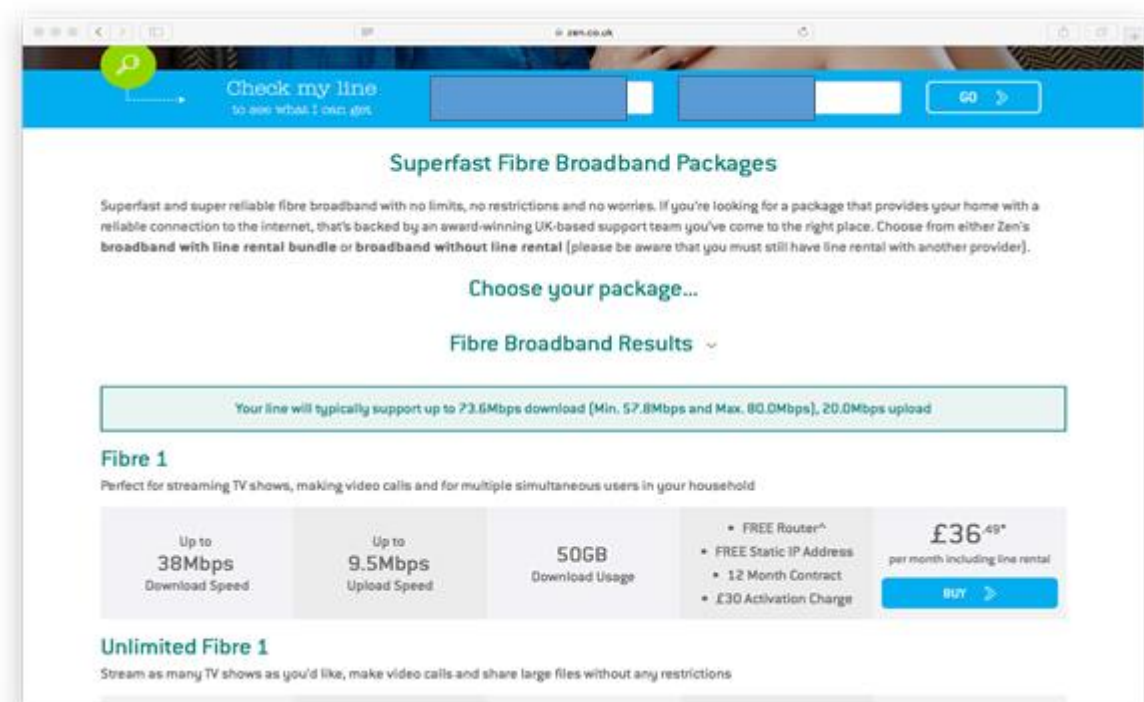 zen.co.uk
Check my line
to see what I can get
GO
Superfast Fibre Broadband Packages
Superfast and super reliable fibre broadband with no limits, no restrictions and no worries. If you're looking for a package that provides your home with a
reliable connection to the internet, that's backed by an award-winning UK-based support team you've come to the right place. Choose from either Zen's
broadband with line rental bundle or broadband without line rental (please be aware that you must still have line rental with another provider).
Choose your package...
Fibre Broadband Results
Your line will typically support up to 73.6Mbps download (Min. 57.8Mbps and Max. 80.0Mbps), 20.0Mbps upload
Fibre 1
Perfect for streaming TV shows, making video calls and for multiple simultaneous users in your household
Up to
38Mbps
Download Speed
Up to
9.5Mbps
Upload Speed
50GB
Download Usage
• FREE Router^
• FREE Static IP Address
• 12 Month Contract
• £30 Activation Charge
£36.49*
per month including line rental
BUY
Unlimited Fibre 1
Stream as many TV shows as you'd like, make video calls and share large files without any restrictions